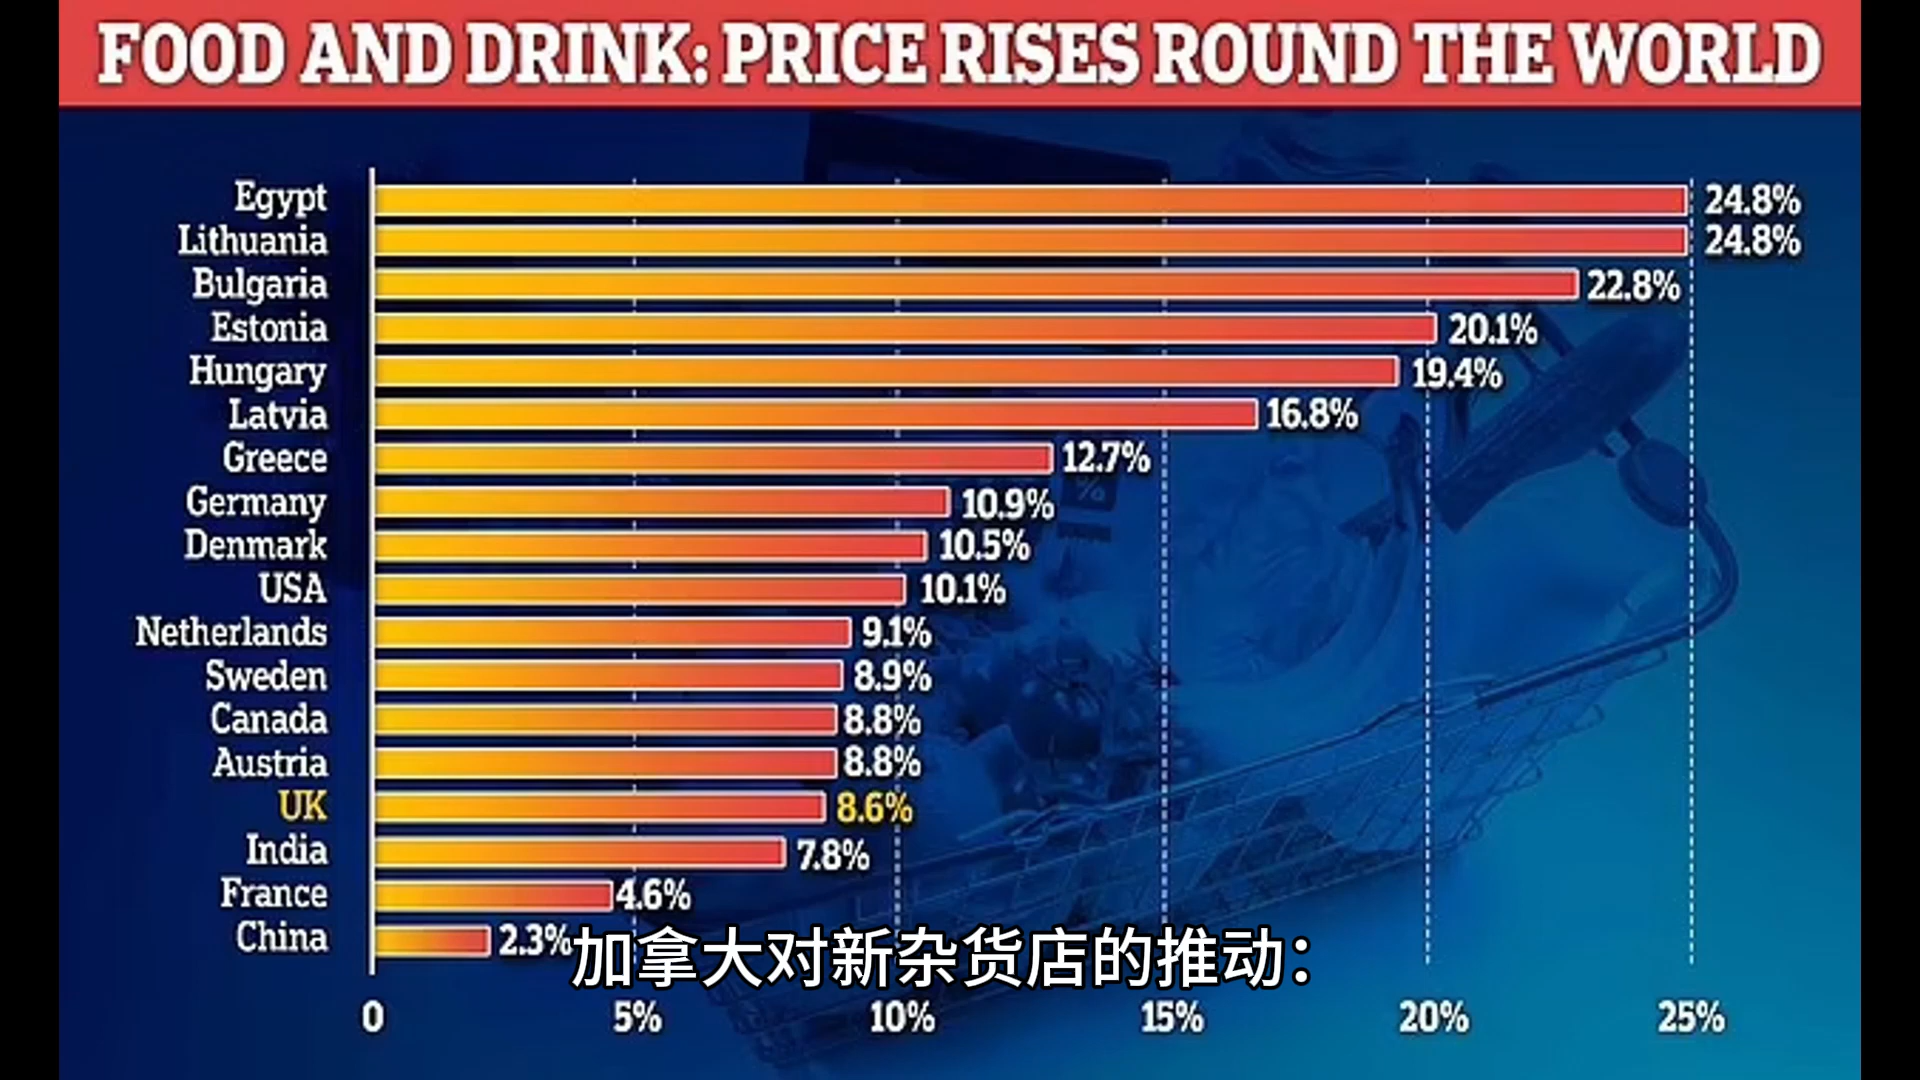 FOOD AND DRINK: PRICE RISES ROUND THE WORLD
Egypt 24.8%
Lithuania 24.8%
Bulgaria 22.8%
Estonia 20.1%
Hungary 19.4%
Latvia 16.8%
Greece 12.7%
Germany 10.9%
Denmark 10.5%
USA 10.1%
Netherlands 9.1%
Sweden 8.9%
Canada 8.8%
Austria 8.8%
UK 8.6%
India 7.8%
France 4.6%
China 2.3%
加拿大对新杂货店的推动：
0 5% 10% 15% 20% 25%